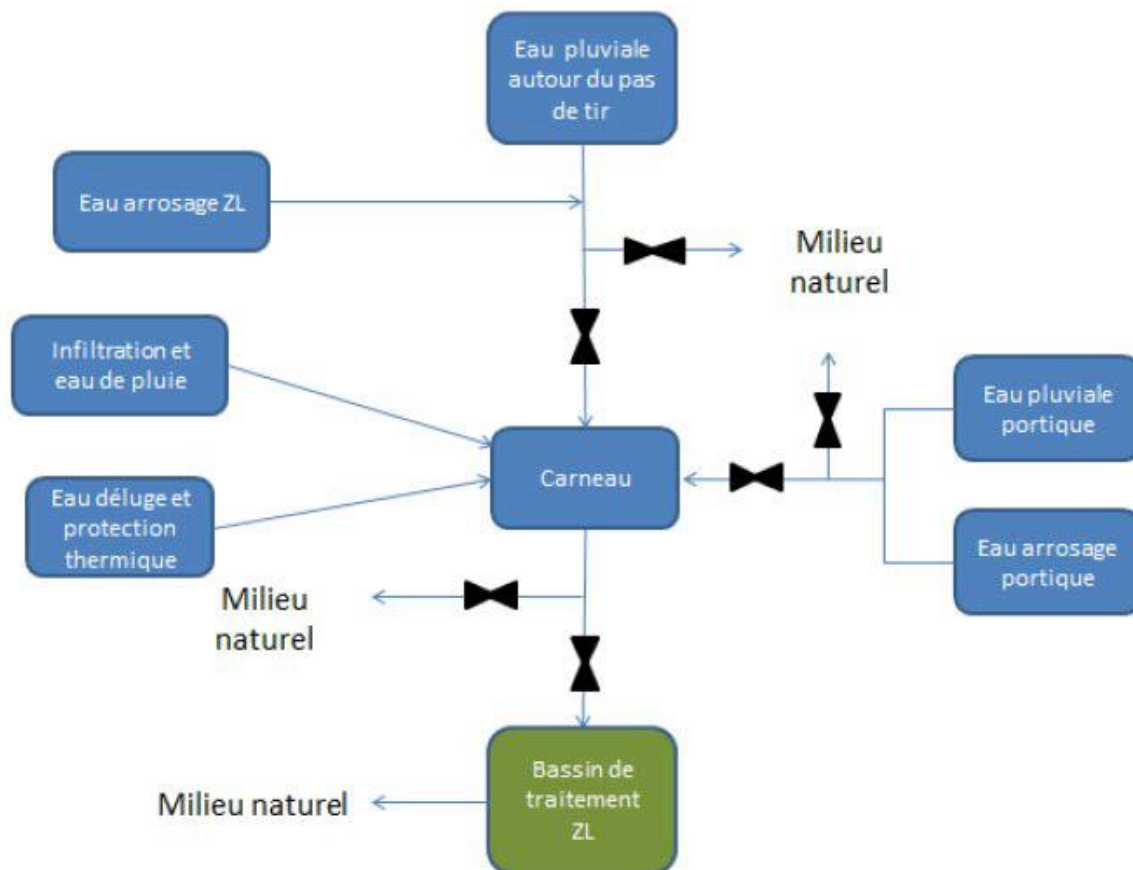 Eau pluviale
autour du pas
de tir
Eau arrosage ZL
Milieu
naturel
Infiltration et
eau de pluie
Eau pluviale
portique
Carneau
Eau déluge et
protection
thermique
Eau arrosage
portique
Milieu
naturel
Bassin de
traitement
ZL
Milieu naturel